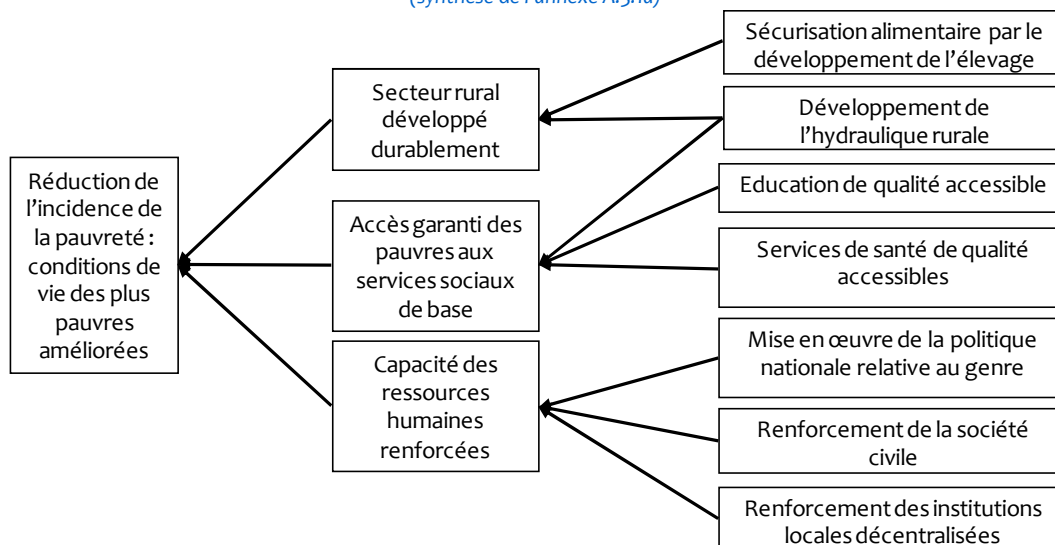 (synthèse de l'annexe
Sécurisation alimentaire par le
développement de l'élevage
Secteur rural
développé
durablement
Développement de
l'hydraulique rurale
Réduction de
l'incidence de
la pauvreté :
conditions de
vie des plus
pauvres
améliorées
Education de qualité accessible
Accès garanti des
pauvres aux
services sociaux
de base
Services de santé de qualité
accessibles
Mise en œuvre de la politique
nationale relative au genre
Capacité des
ressources
humaines
renforcées
Renforcement de la société
civile
Renforcement des institutions
locales décentralisées